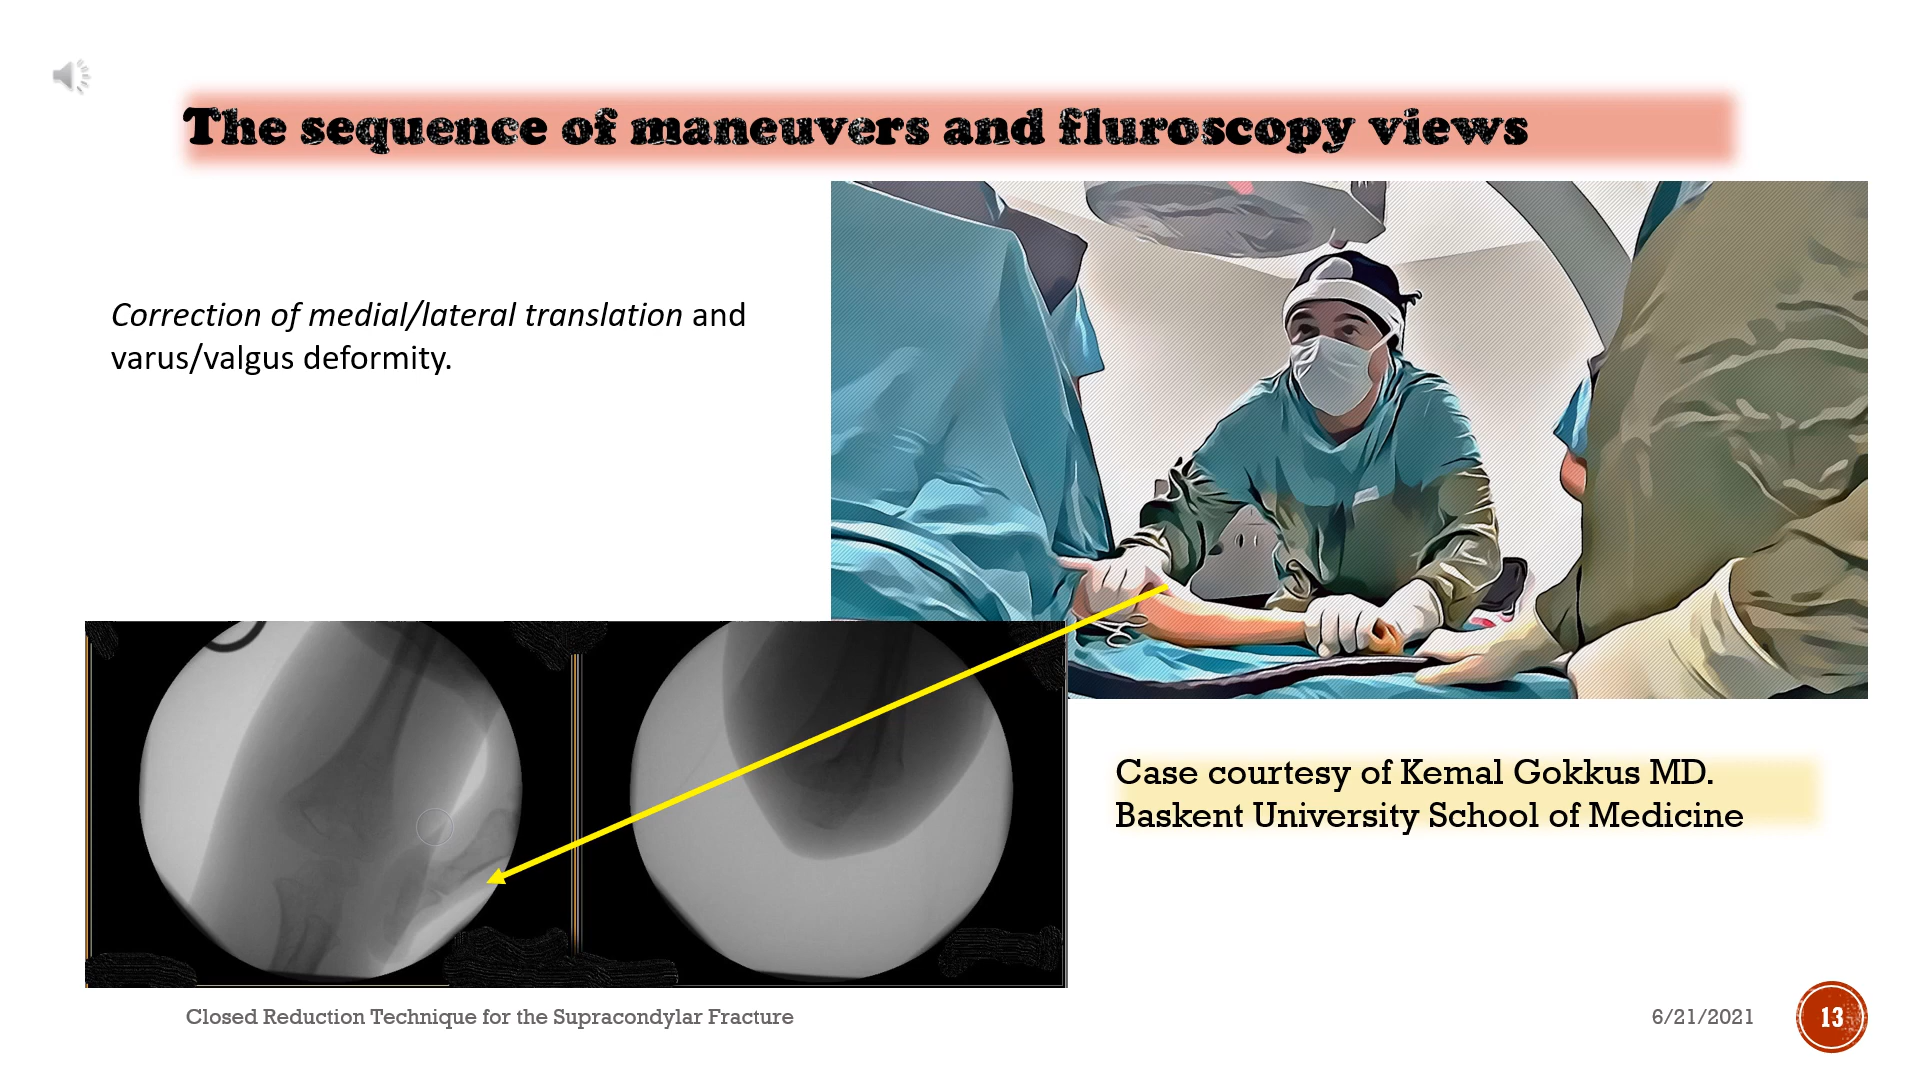 The sequence of maneuvers and fluroscopy views
Correction of medial/lateral translation and
varus/valgus deformity.
Case courtesy of Kemal Gokkus MD.
Baskent University School of Medicine
Closed Reduction Technique for the Supracondylar Fracture
6/21/2021
13